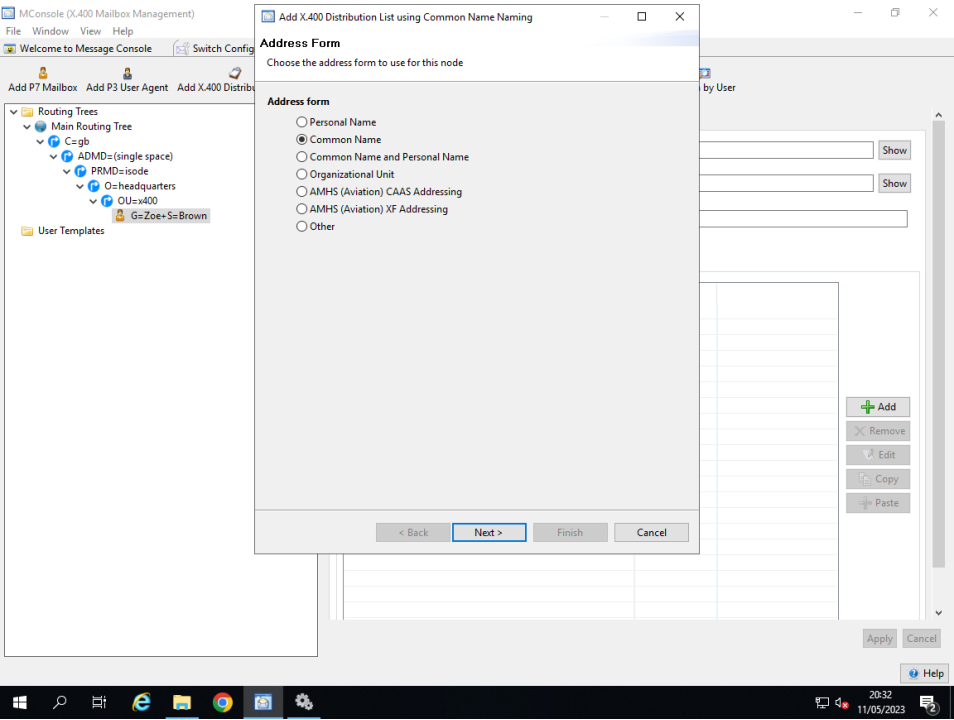 MConsole (X.400 Mailbox Management)
File Window View Help
Welcome to Message Console
Switch Config
Add P7 Mailbox Add P3 User Agent Add X.400 Distribu
by User
Routing Trees
Main Routing Tree
C=gb
ADMD=(single space)
PRMD=isode
O=headquarters
OU=x400
G=Zoe+S=Brown
User Templates
Add X.400 Distribution List using Common Name Naming
Address Form
Choose the address form to use for this node
Address form
Personal Name
Common Name
Common Name and Personal Name
Organizational Unit
AMHS (Aviation) CAAS Addressing
AMHS (Aviation) XF Addressing
Other
< Back
Next >
Finish
Cancel
Show
Show
Add
Remove
Edit
Copy
Paste
Apply
Cancel
Help
20:32
11/05/2023
2